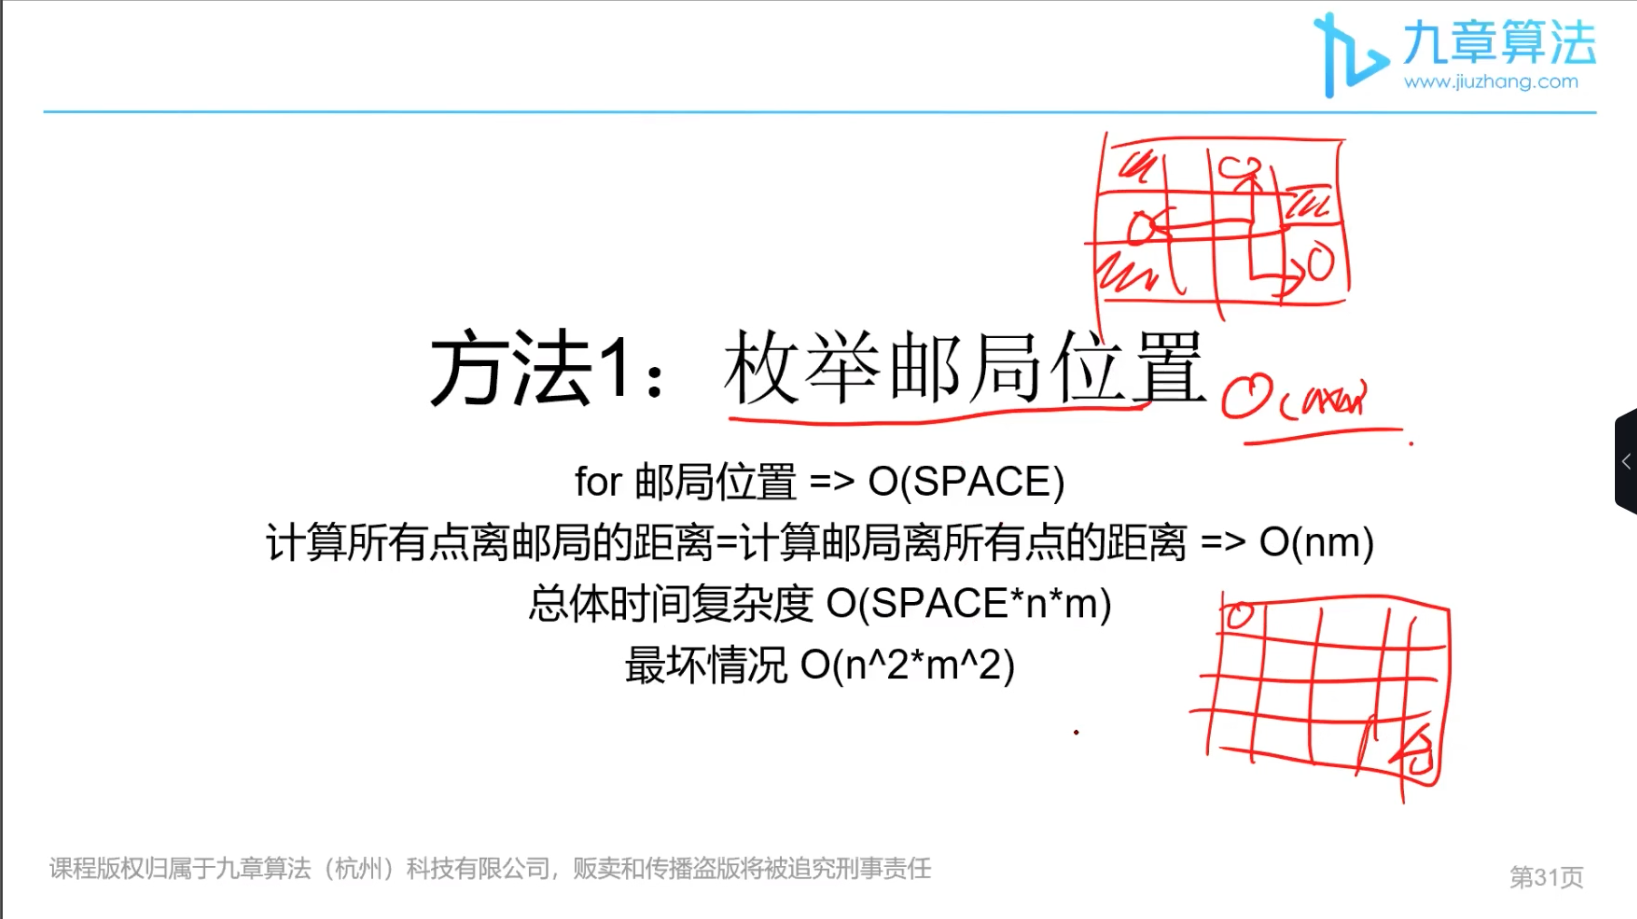 九章算法
www.jiuzhang.com
方法1：枚举邮局位置
for 邮局位置 => O(SPACE)
计算所有点离邮局的距离=计算邮局离所有点的距离 => O(nm)
总体时间复杂度 O(SPACE*n*m)
最坏情况 O(n^2*m^2)
课程版权归属于九章算法（杭州）科技有限公司，贩卖和传播盗版将被追究刑事责任
第31页